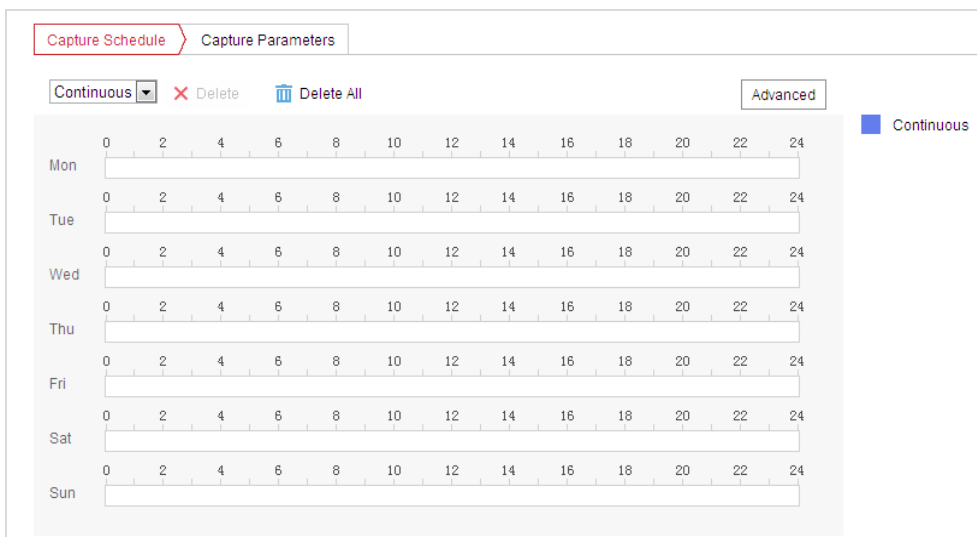 Capture Schedule Capture Parameters
Continuous Delete Delete All Advanced
Continuous
0 2 4 6 8 10 12 14 16 18 20 22 24
Mon
0 2 4 6 8 10 12 14 16 18 20 22 24
Tue
0 2 4 6 8 10 12 14 16 18 20 22 24
Wed
0 2 4 6 8 10 12 14 16 18 20 22 24
Thu
0 2 4 6 8 10 12 14 16 18 20 22 24
Fri
0 2 4 6 8 10 12 14 16 18 20 22 24
Sat
0 2 4 6 8 10 12 14 16 18 20 22 24
Sun